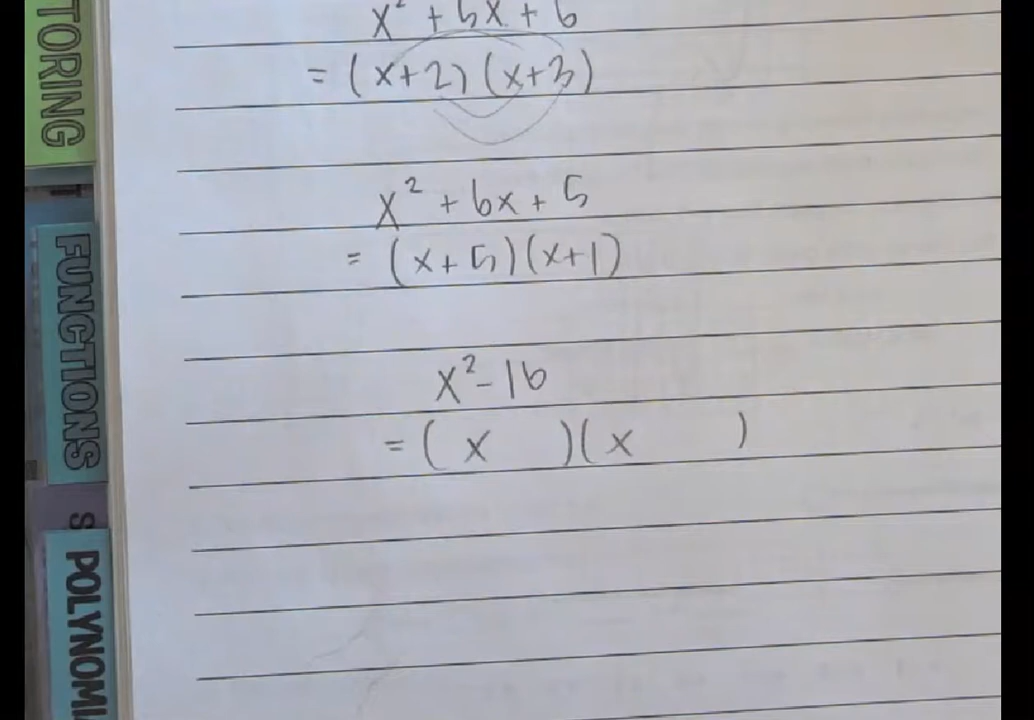 TORING
FUNCTIONS
S
POLYNOMI
x² + 5x + 6
= (x+2)(x+3)
x² + 6x + 5
= (x+5)(x+1)
x² - 16
= ( x )( x )